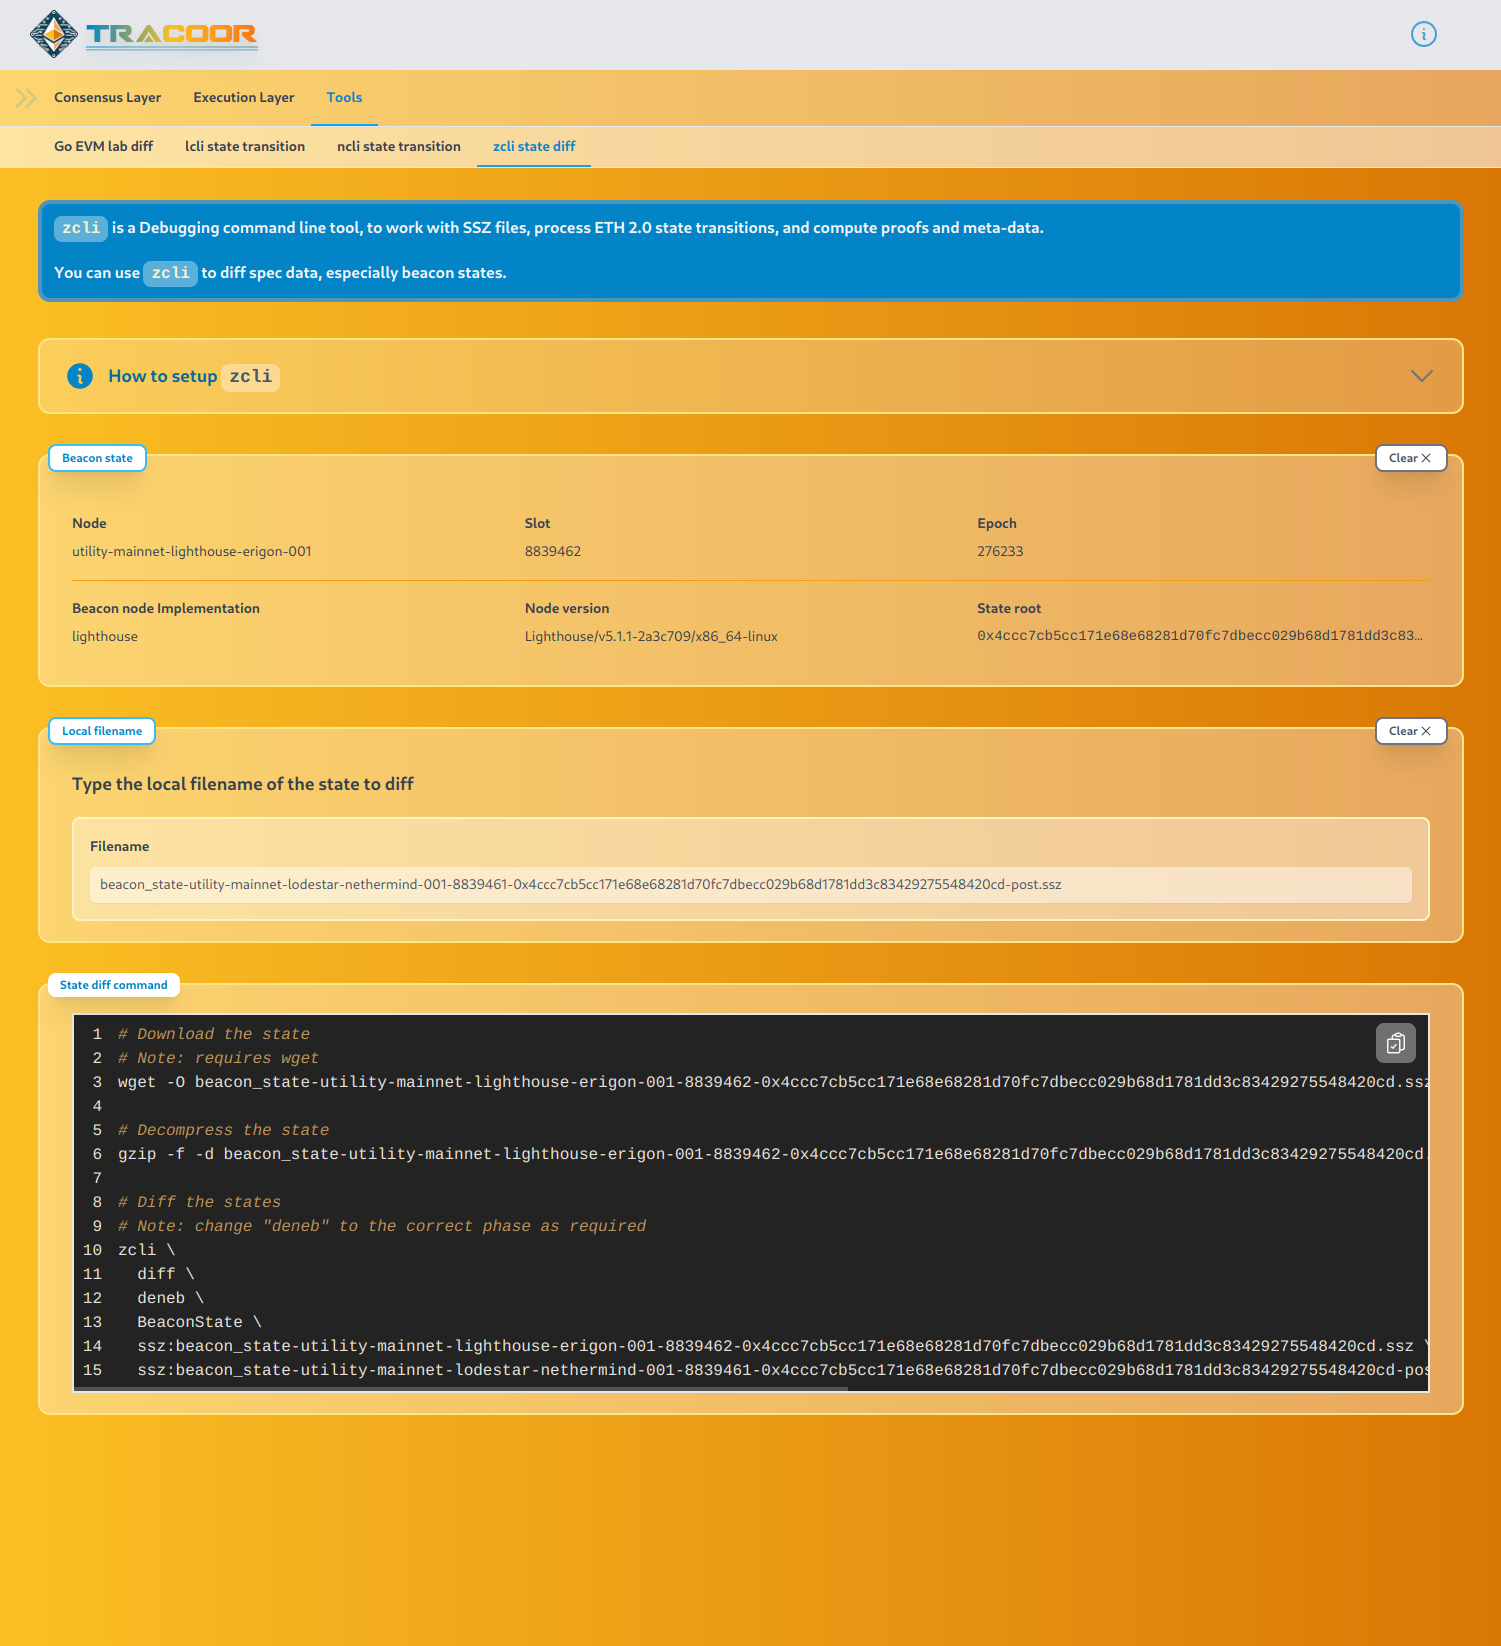 TRACOOR
Consensus Layer Execution Layer Tools
Go EVM lab diff lcli state transition ncli state transition zcli state diff
zcli is a Debugging command line tool, to work with SSZ files, process ETH 2.0 state transitions, and compute proofs and meta-data.
You can use zcli to diff spec data, especially beacon states.
How to setup zcli
Beacon state Clear
Node Slot Epoch
utility-mainnet-lighthouse-erigon-001 8839462 276233
Beacon node Implementation Node version State root
lighthouse Lighthouse/v5.1.1-2a3c709/x86_64-linux 0x4ccc7cb5cc171e68e68281d70fc7dbecc029b68d1781dd3c83…
Local filename Clear
Type the local filename of the state to diff
Filename
beacon_state-utility-mainnet-lodestar-nethermind-001-8839461-0x4ccc7cb5cc171e68e68281d70fc7dbecc029b68d1781dd3c83429275548420cd-post.ssz
State diff command
1 # Download the state
2 # Note: requires wget
3 wget -O beacon_state-utility-mainnet-lighthouse-erigon-001-8839462-0x4ccc7cb5cc171e68e68281d70fc7dbecc029b68d1781dd3c83429275548420cd.ssz
4
5 # Decompress the state
6 gzip -f -d beacon_state-utility-mainnet-lighthouse-erigon-001-8839462-0x4ccc7cb5cc171e68e68281d70fc7dbecc029b68d1781dd3c83429275548420cd.
7
8 # Diff the states
9 # Note: change "deneb" to the correct phase as required
10 zcli \
11 diff \
12 deneb \
13 BeaconState \
14 ssz:beacon_state-utility-mainnet-lighthouse-erigon-001-8839462-0x4ccc7cb5cc171e68e68281d70fc7dbecc029b68d1781dd3c83429275548420cd.ssz \
15 ssz:beacon_state-utility-mainnet-lodestar-nethermind-001-8839461-0x4ccc7cb5cc171e68e68281d70fc7dbecc029b68d1781dd3c83429275548420cd-pos